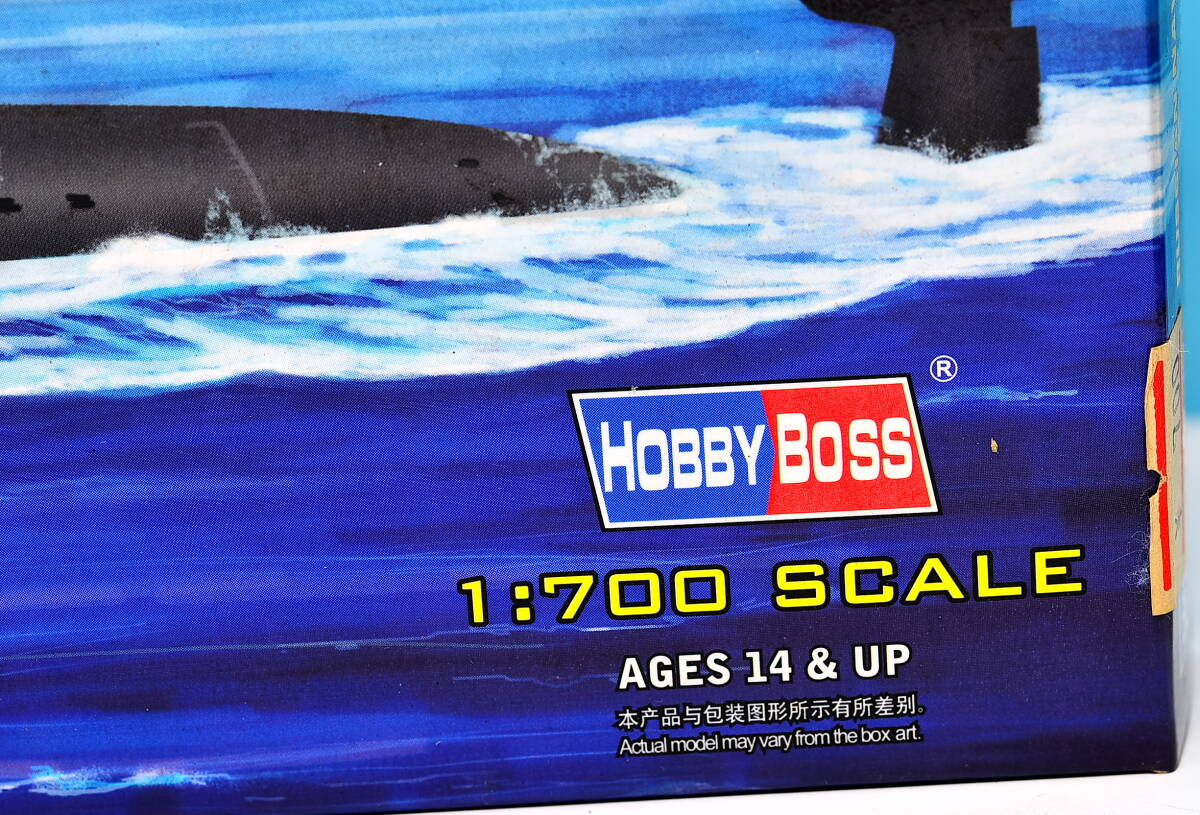 ®
HOBBY BOSS
1:700 SCALE
AGES 14 & UP
本产品与包装图形所示有所差别。
Actual model may vary from the box art.